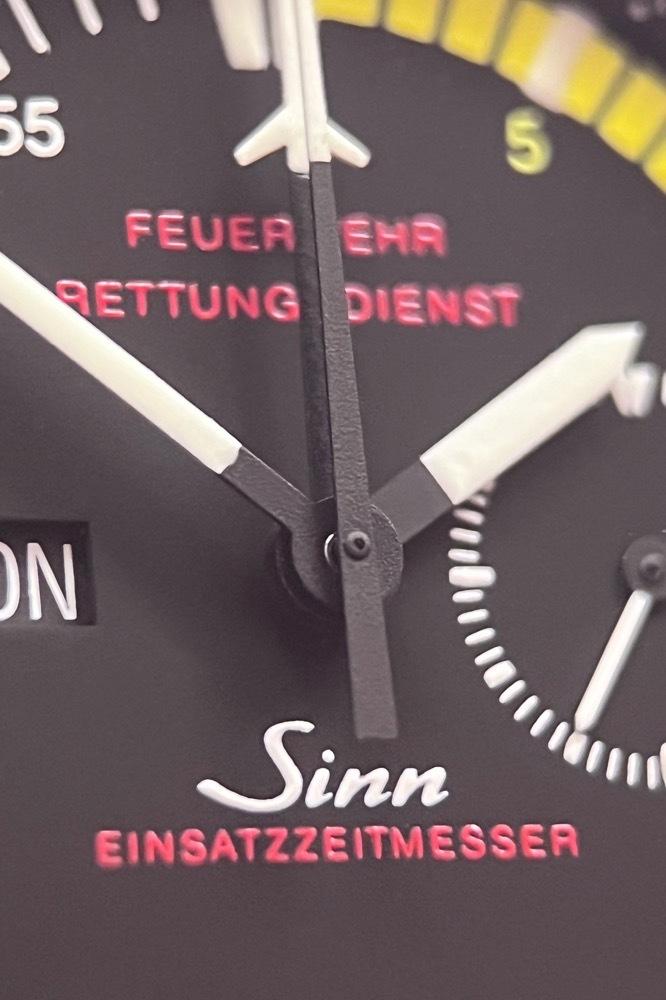 55
5
FEUER EHR
RETTUNG DIENST
ON
Sinn
EINSATZZEITMESSER